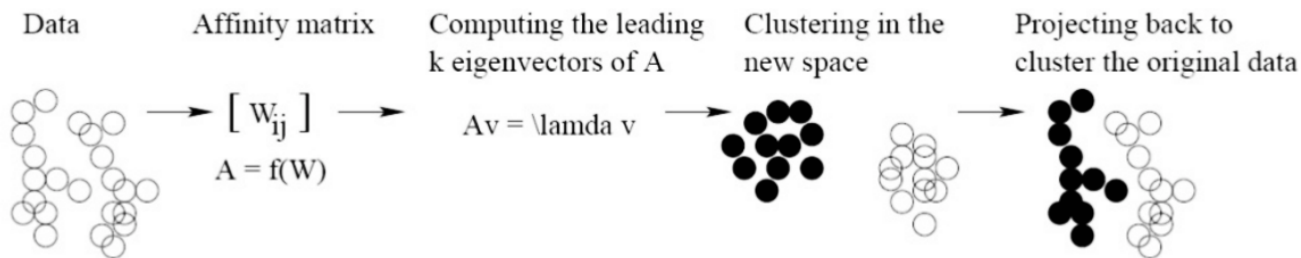 Data
Affinity matrix
Computing the leading
k eigenvectors of A
Clustering in the
new space
Projecting back to
cluster the original data
[ Wij ]
A = f(W)
Av = \lamda v